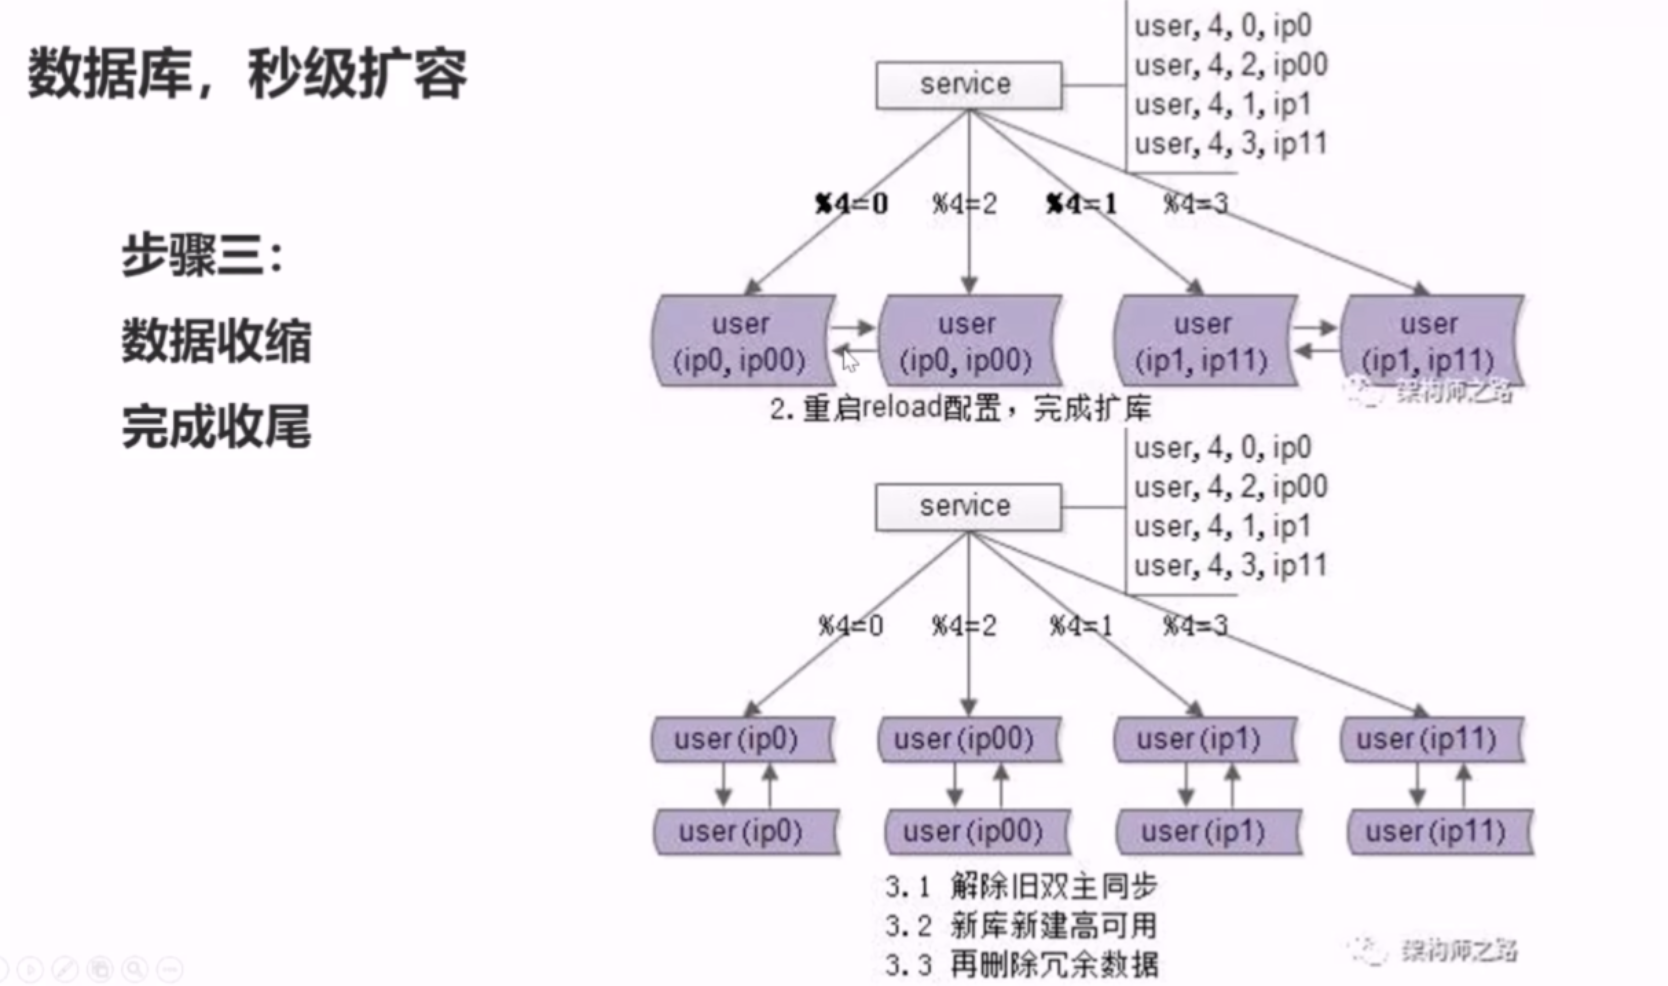 数据库，秒级扩容
步骤三：
数据收缩
完成收尾
service
user, 4, 0, ip0
user, 4, 2, ip00
user, 4, 1, ip1
user, 4, 3, ip11
%4=0
%4=2
%4=1
%4=3
user
(ip0, ip00)
user
(ip0, ip00)
user
(ip1, ip11)
user
(ip1, ip11)
架构师之路
2.重启reload配置，完成扩库
service
user, 4, 0, ip0
user, 4, 2, ip00
user, 4, 1, ip1
user, 4, 3, ip11
%4=0
%4=2
%4=1
%4=3
user(ip0)
user(ip00)
user(ip1)
user(ip11)
user(ip0)
user(ip00)
user(ip1)
user(ip11)
3.1 解除旧双主同步
3.2 新库新建高可用
3.3 再删除冗余数据
架构师之路